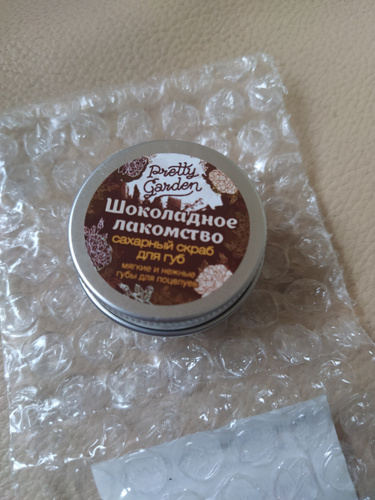 Pretty
Garden
Шоколадное
лакомство
сахарный скраб
для губ
мягкие и нежные
губы для поцелуев